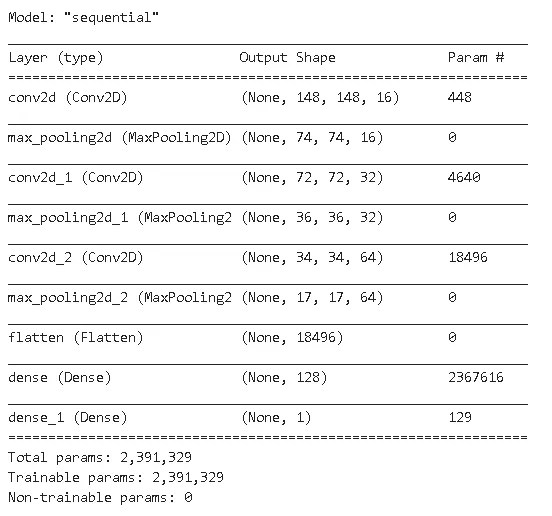 Model: "sequential"
Layer (type) Output Shape Param #
conv2d (Conv2D) (None, 148, 148, 16) 448
max_pooling2d (MaxPooling2D) (None, 74, 74, 16) 0
conv2d_1 (Conv2D) (None, 72, 72, 32) 4640
max_pooling2d_1 (MaxPooling2 (None, 36, 36, 32) 0
conv2d_2 (Conv2D) (None, 34, 34, 64) 18496
max_pooling2d_2 (MaxPooling2 (None, 17, 17, 64) 0
flatten (Flatten) (None, 18496) 0
dense (Dense) (None, 128) 2367616
dense_1 (Dense) (None, 1) 129
Total params: 2,391,329
Trainable params: 2,391,329
Non-trainable params: 0